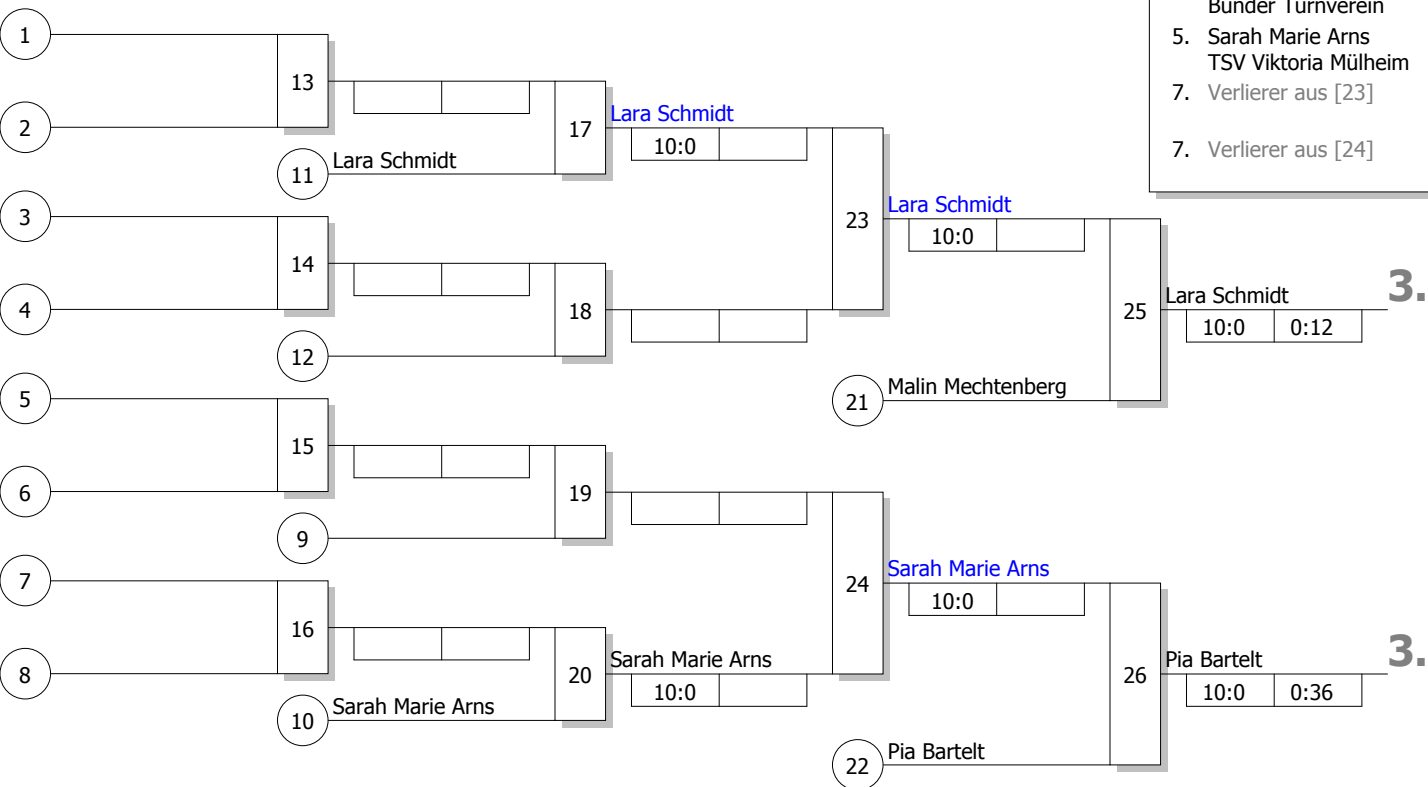 Bünder Turnverein
5. Sarah Marie Arns
TSV Viktoria Mülheim
7. Verlierer aus [23]
7. Verlierer aus [24]
1
13
2
17
Lara Schmidt
10:0
11
Lara Schmidt
3
14
4
18
12
23
Lara Schmidt
10:0
25
Lara Schmidt
10:0 0:12
3.
21
Malin Mechtenberg
5
15
6
19
9
7
16
8
20
Sarah Marie Arns
10:0
10
Sarah Marie Arns
24
Sarah Marie Arns
10:0
26
Pia Bartelt
10:0 0:36
3.
22
Pia Bartelt